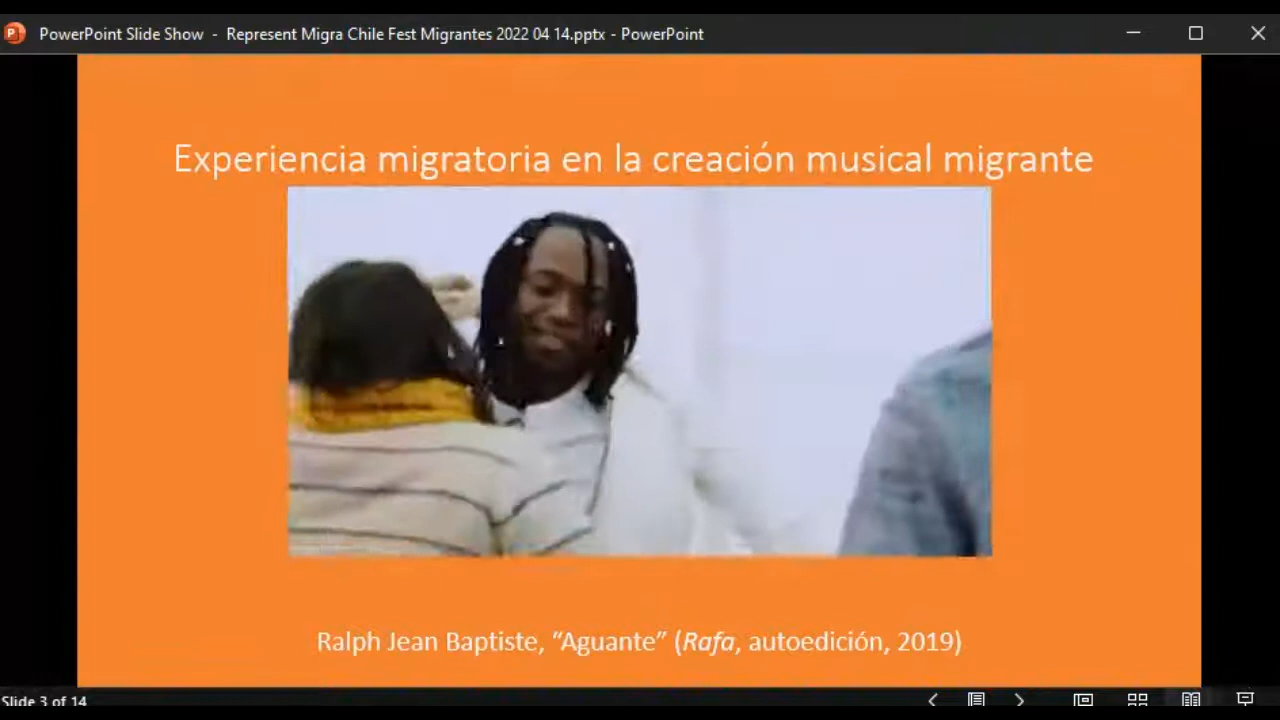 PowerPoint Slide Show - Represent Migra Chile Fest Migrantes 2022 04 14.pptx - PowerPoint
Experiencia migratoria en la creación musical migrante
Ralph Jean Baptiste, “Aguante” (Rafa, autoedición, 2019)
Slide 3 of 14